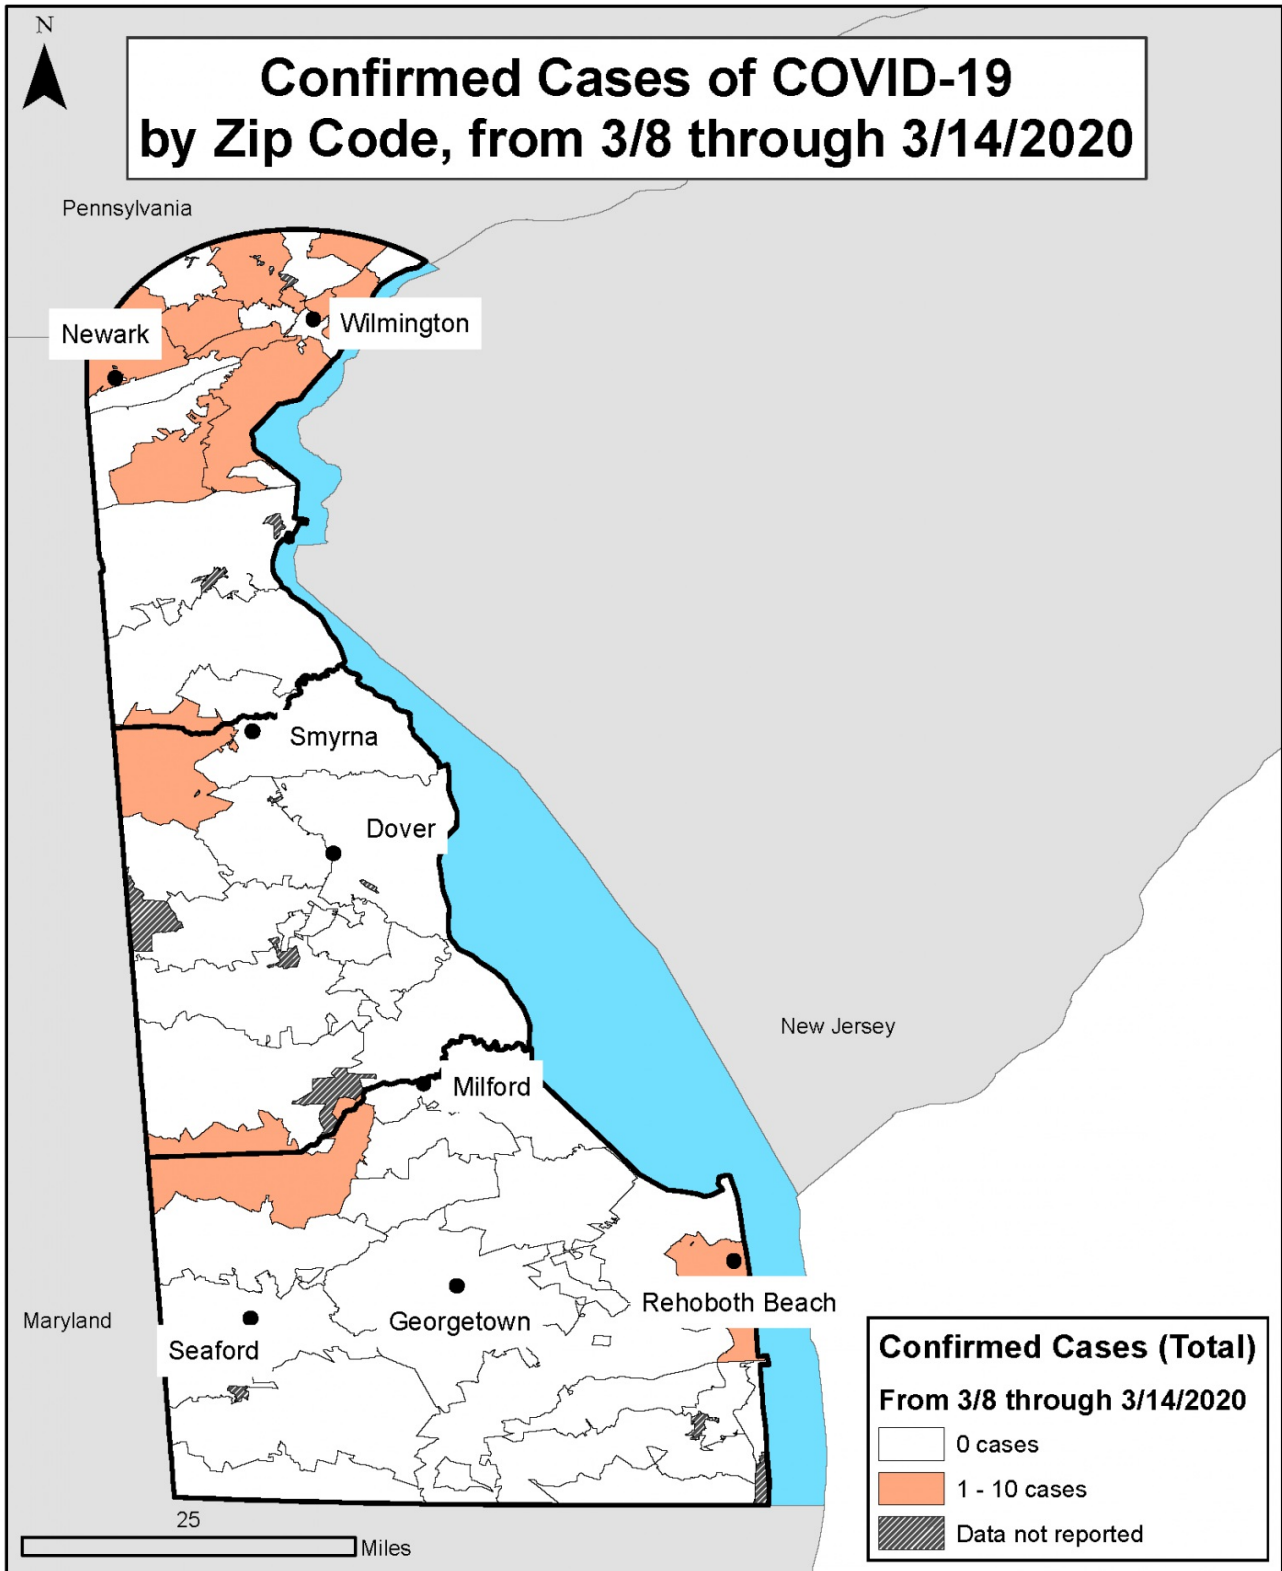 N
Confirmed Cases of COVID-19
by Zip Code, from 3/8 through 3/14/2020
Pennsylvania
Newark
Wilmington
Smyrna
Dover
New Jersey
Milford
Maryland
Rehoboth Beach
Georgetown
Seaford
Confirmed Cases (Total)
From 3/8 through 3/14/2020
0 cases
1 - 10 cases
Data not reported
25
Miles